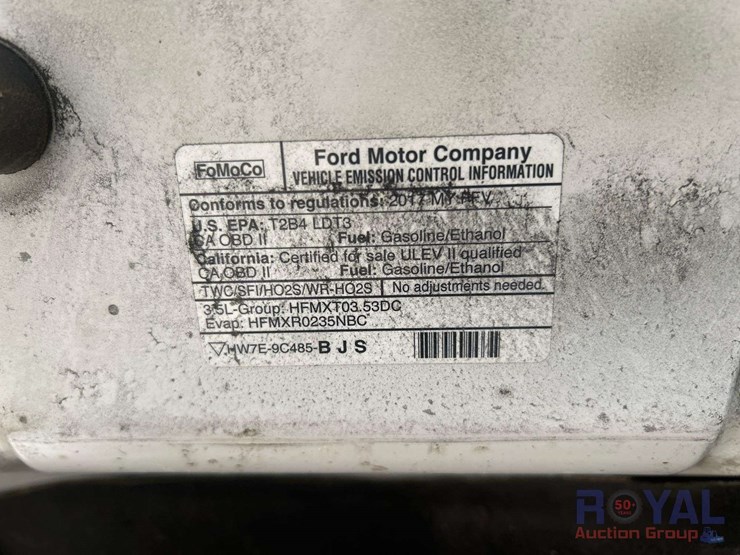 FoMoCo
Ford Motor Company
VEHICLE EMISSION CONTROL INFORMATION
Conforms to regulations: 2017 MY FFV
U.S. EPA: T2B4 LDT3
CA OBD II Fuel: Gasoline/Ethanol
California: Certified for sale ULEV II qualified
CA OBD II Fuel: Gasoline/Ethanol
TWC/SFI/HO2S/WR-HO2S No adjustments needed.
3.5L-Group: HFMXT03.53DC
Evap: HFMXR0235NBC
HW7E-9C485-B J S
ROYAL
50+
Auction Group